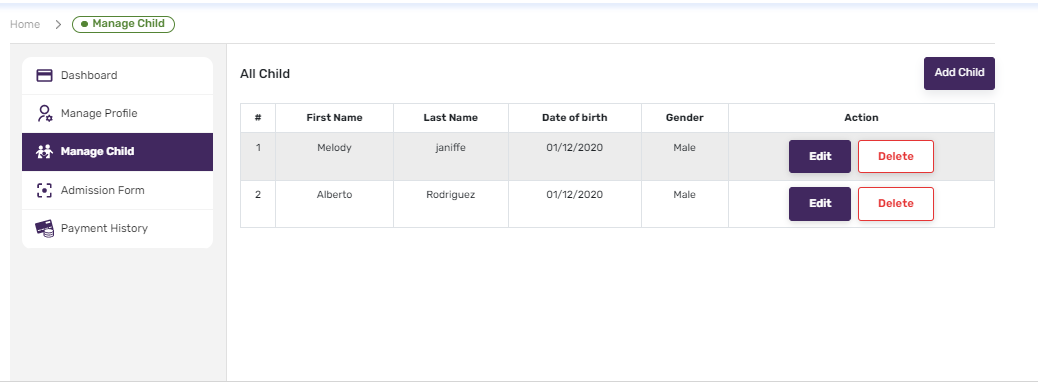 Home > Manage Child
Dashboard
Manage Profile
Manage Child
Admission Form
Payment History
All Child
Add Child
# First Name Last Name Date of birth Gender Action
1 Melody janiffe 01/12/2020 Male Edit Delete
2 Alberto Rodriguez 01/12/2020 Male Edit Delete